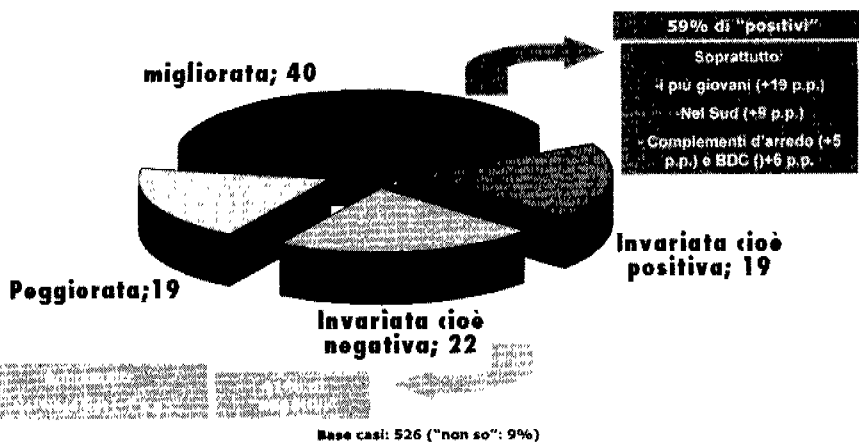 59% di "positivi"
Soprattutto
-i più giovani (+19 p.p.)
-Nel Sud (+9 p.p.)
- Complementi d'arredo (+5
p.p.) e BDC ()+6 p.p.
migliorata; 40
Invariata cioè
positiva; 19
Peggiorata;19
Invariata cioè
negativa; 22
Base casi: 526 ("non so": 9%)